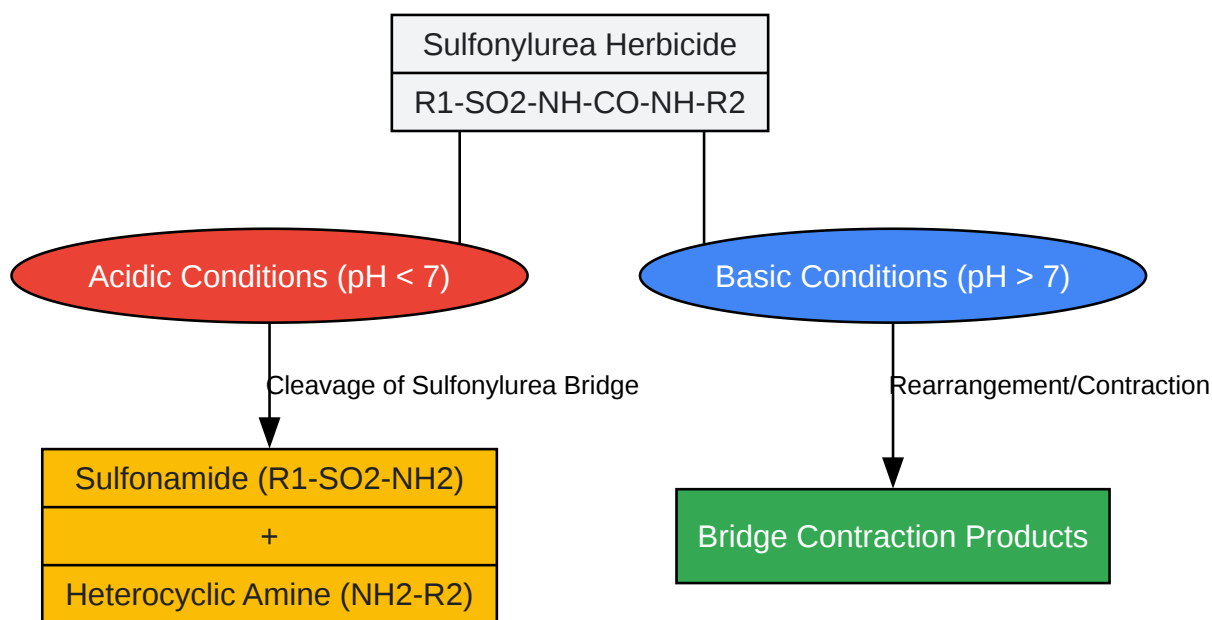 Sulfonylurea Herbicide
R1-SO2-NH-CO-NH-R2
Acidic Conditions (pH < 7)
Basic Conditions (pH > 7)
Cleavage of Sulfonylurea Bridge
Rearrangement/Contraction
Sulfonamide (R1-SO2-NH2)
+
Heterocyclic Amine (NH2-R2)
Bridge Contraction Products